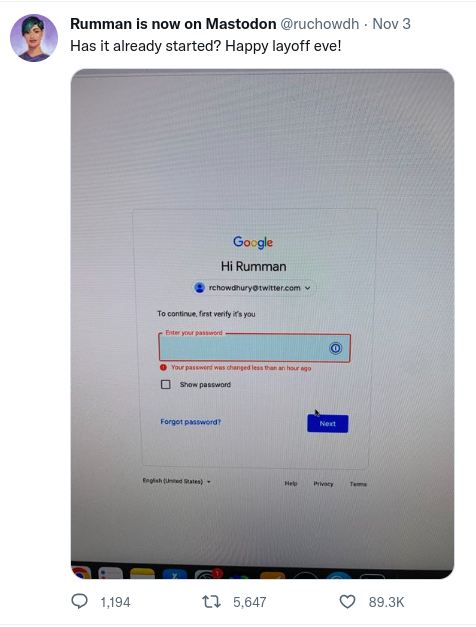 Rumman is now on Mastodon @ruchowdh · Nov 3
Has it already started? Happy layoff eve!
Google
Hi Rumman
rchowdhury@twitter.com
To continue, first verify it's you
Enter your password
Your password was changed less than an hour ago
Show password
Forgot password?
Next
English (United States)
Help Privacy Terms
1,194 5,647 89.3K